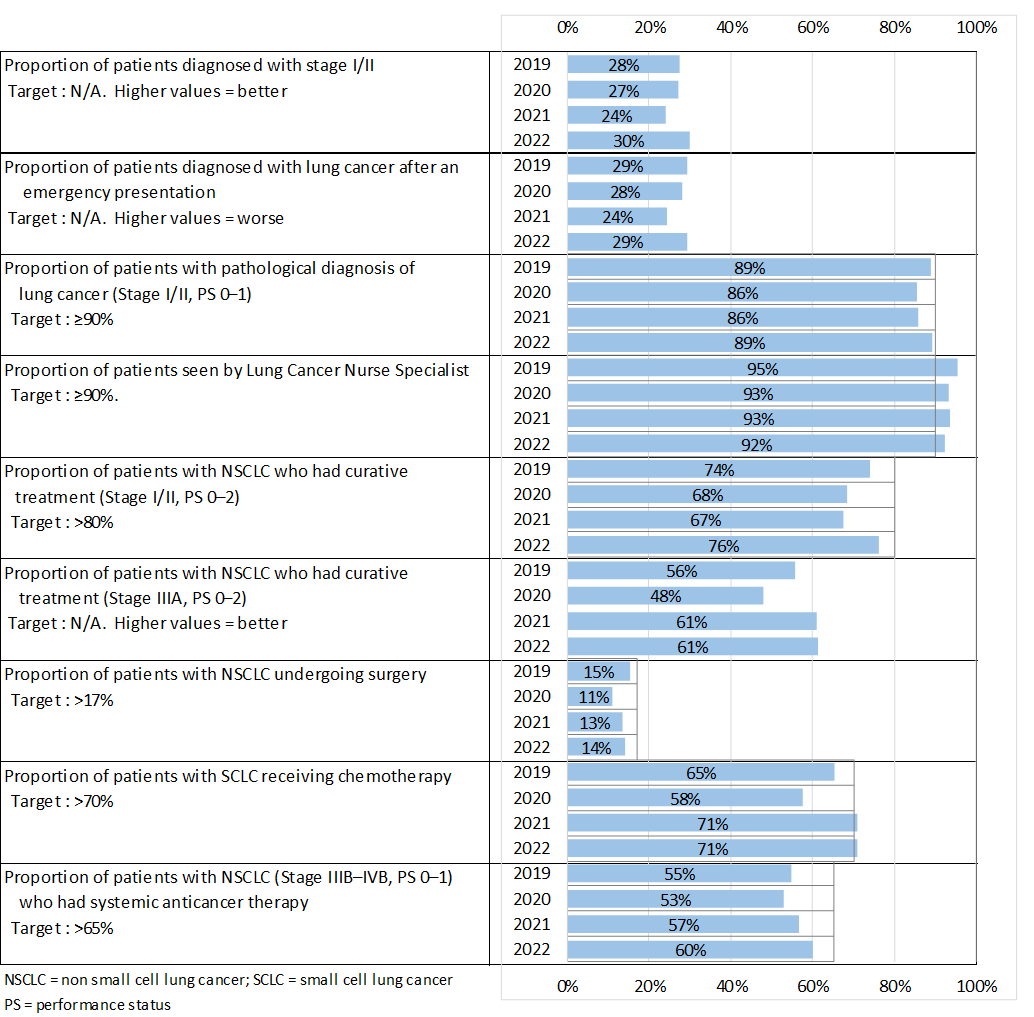 0% 20% 40% 60% 80% 100%
Proportion of patients diagnosed with stage I/II
Target : N/A. Higher values = better
2019 28%
2020 27%
2021 24%
2022 30%
Proportion of patients diagnosed with lung cancer after an
emergency presentation
Target : N/A. Higher values = worse
2019 29%
2020 28%
2021 24%
2022 29%
Proportion of patients with pathological diagnosis of
lung cancer (Stage I/II, PS 0–1)
Target : ≥90%
2019 89%
2020 86%
2021 86%
2022 89%
Proportion of patients seen by Lung Cancer Nurse Specialist
Target : ≥90%.
2019 95%
2020 93%
2021 93%
2022 92%
Proportion of patients with NSCLC who had curative
treatment (Stage I/II, PS 0–2)
Target : >80%
2019 74%
2020 68%
2021 67%
2022 76%
Proportion of patients with NSCLC who had curative
treatment (Stage IIIA, PS 0–2)
Target : N/A. Higher values = better
2019 56%
2020 48%
2021 61%
2022 61%
Proportion of patients with NSCLC undergoing surgery
Target : >17%
2019 15%
2020 11%
2021 13%
2022 14%
Proportion of patients with SCLC receiving chemotherapy
Target : >70%
2019 65%
2020 58%
2021 71%
2022 71%
Proportion of patients with NSCLC (Stage IIIB–IVB, PS 0–1)
who had systemic anticancer therapy
Target : >65%
2019 55%
2020 53%
2021 57%
2022 60%
0% 20% 40% 60% 80% 100%
NSCLC = non small cell lung cancer; SCLC = small cell lung cancer
PS = performance status